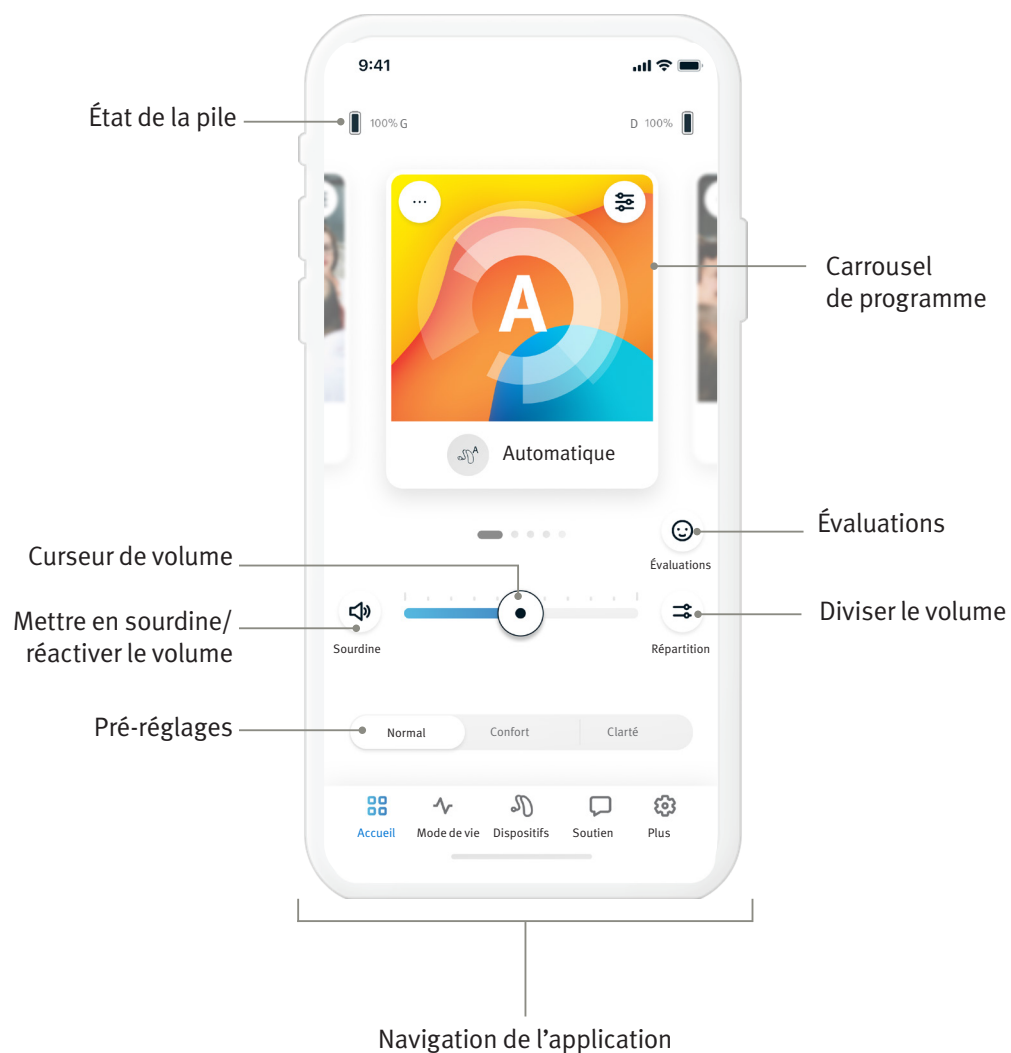 9:41
État de la pile
100% G
D 100%
A
Carrousel
de programme
A
Automatique
Évaluations
Évaluations
Curseur de volume
Mettre en sourdine/
réactiver le volume
Sourdine
Diviser le volume
Répartition
Pré-réglages
Normal
Confort
Clarté
Accueil
Mode de vie
Dispositifs
Soutien
Plus
Navigation de l’application